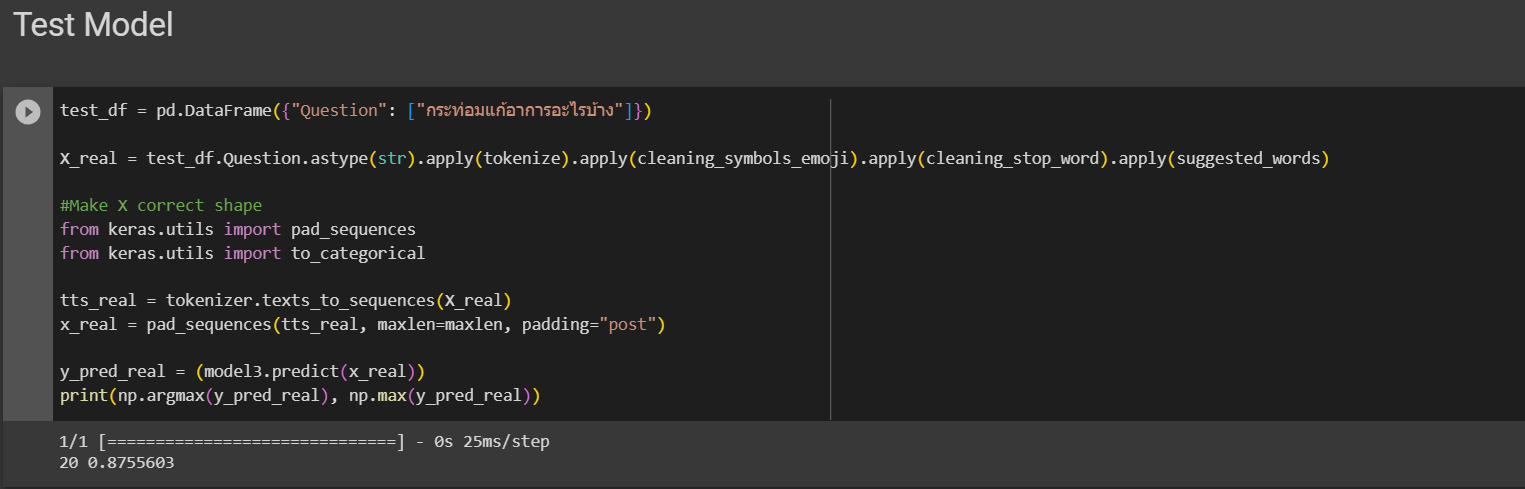 Test Model
test_df = pd.DataFrame({"Question": ["กระท่อมแก้อาการอะไรบ้าง"]})
X_real = test_df.Question.astype(str).apply(tokenize).apply(cleaning_symbols_emoji).apply(cleaning_stop_word).apply(suggested_words)
#Make X correct shape
from keras.utils import pad_sequences
from keras.utils import to_categorical
tts_real = tokenizer.texts_to_sequences(X_real)
x_real = pad_sequences(tts_real, maxlen=maxlen, padding="post")
y_pred_real = (model3.predict(x_real))
print(np.argmax(y_pred_real), np.max(y_pred_real))
1/1 [==============================] - 0s 25ms/step
20 0.8755603